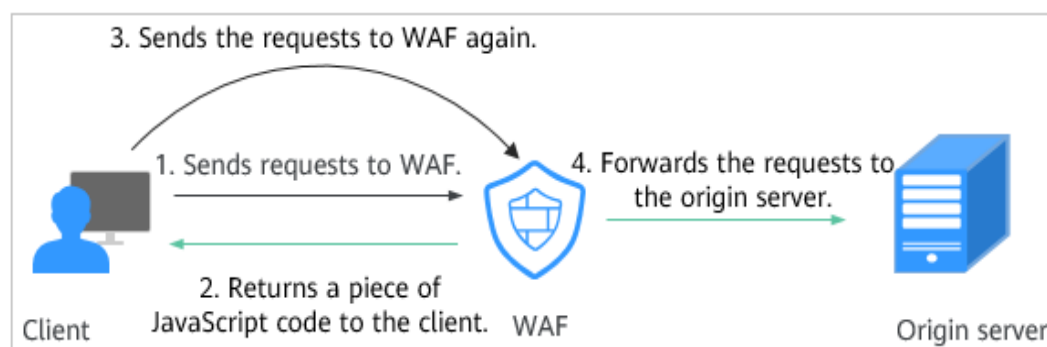 3. Sends the requests to WAF again.
1. Sends requests to WAF.
4. Forwards the requests to
the origin server.
2. Returns a piece of
JavaScript code to the client.
Client
WAF
Origin server